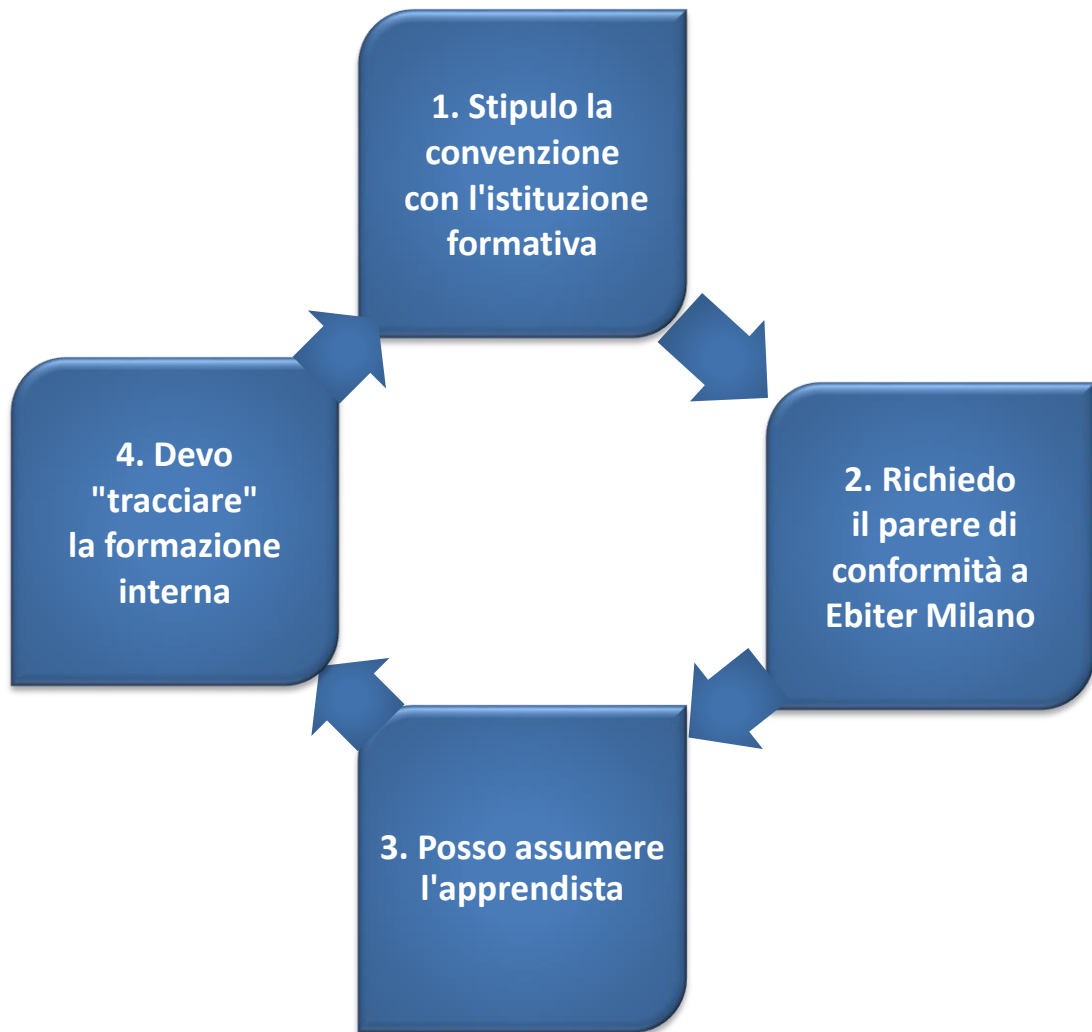 1. Stipulo la
convenzione
con l'istituzione
formativa
2. Richiedo
il parere di
conformità a
Ebiter Milano
3. Posso assumere
l'apprendista
4. Devo
"tracciare"
la formazione
interna